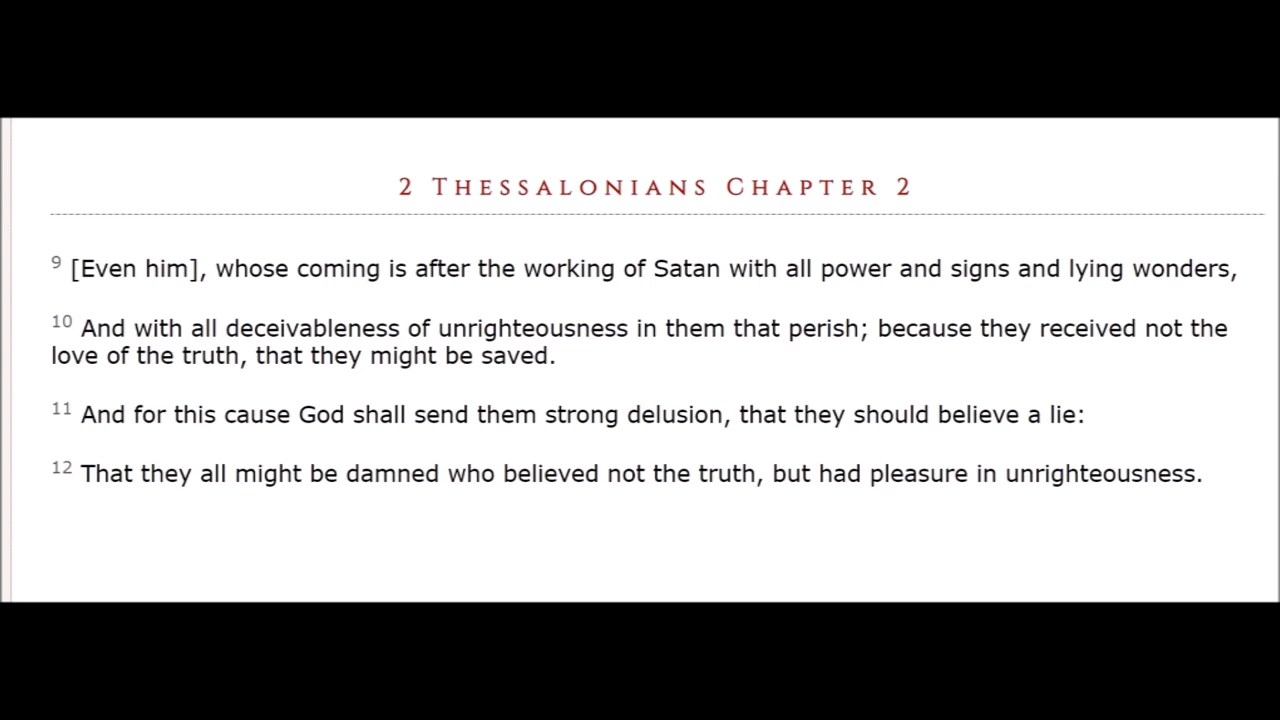 2 Thessalonians Chapter 2
9 [Even him], whose coming is after the working of Satan with all power and signs and lying wonders,
10 And with all deceivableness of unrighteousness in them that perish; because they received not the
love of the truth, that they might be saved.
11 And for this cause God shall send them strong delusion, that they should believe a lie:
12 That they all might be damned who believed not the truth, but had pleasure in unrighteousness.